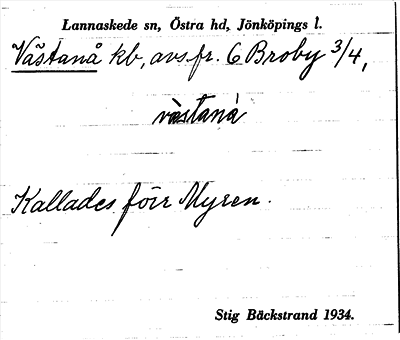 Lannaskede sn, Östra hd, Jönköpings l.
Västanå kb, avs. fr. 6 Broby 3/4,
vàstaná
Kallades förr Myren.
Stig Bäckstrand 1934.